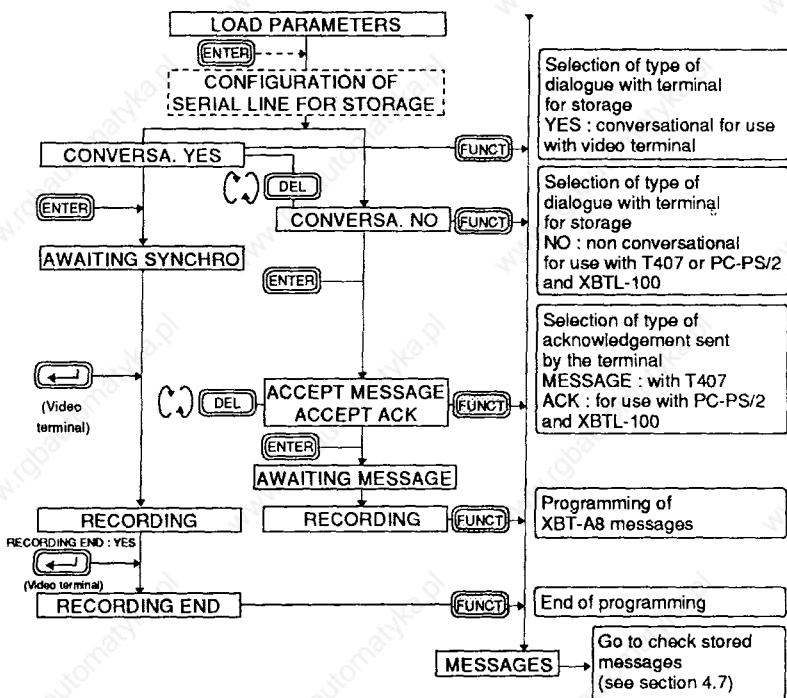 LOAD PARAMETERS
ENTER
CONFIGURATION OF
SERIAL LINE FOR STORAGE
Selection of type of
dialogue with terminal
for storage
YES : conversational for use
with video terminal
CONVERSA. YES
FUNCT
DEL
ENTER
CONVERSA. NO
FUNCT
Selection of type of
dialogue with terminal
for storage
NO : non conversational
for use with T407 or PC-PS/2
and XBTL-100
AWAITING SYNCHRO
ENTER
Selection of type of
acknowledgement sent
by the terminal
MESSAGE : with T407
ACK : for use with PC-PS/2
and XBTL-100
(Video
terminal)
DEL
ACCEPT MESSAGE
ACCEPT ACK
FUNCT
ENTER
AWAITING MESSAGE
RECORDING
RECORDING
FUNCT
Programming of
XBT-A8 messages
RECORDING END : YES
(Video terminal)
RECORDING END
FUNCT
End of programming
MESSAGES
Go to check stored
messages
(see section 4.7)
www.rgbautomatyka.pl